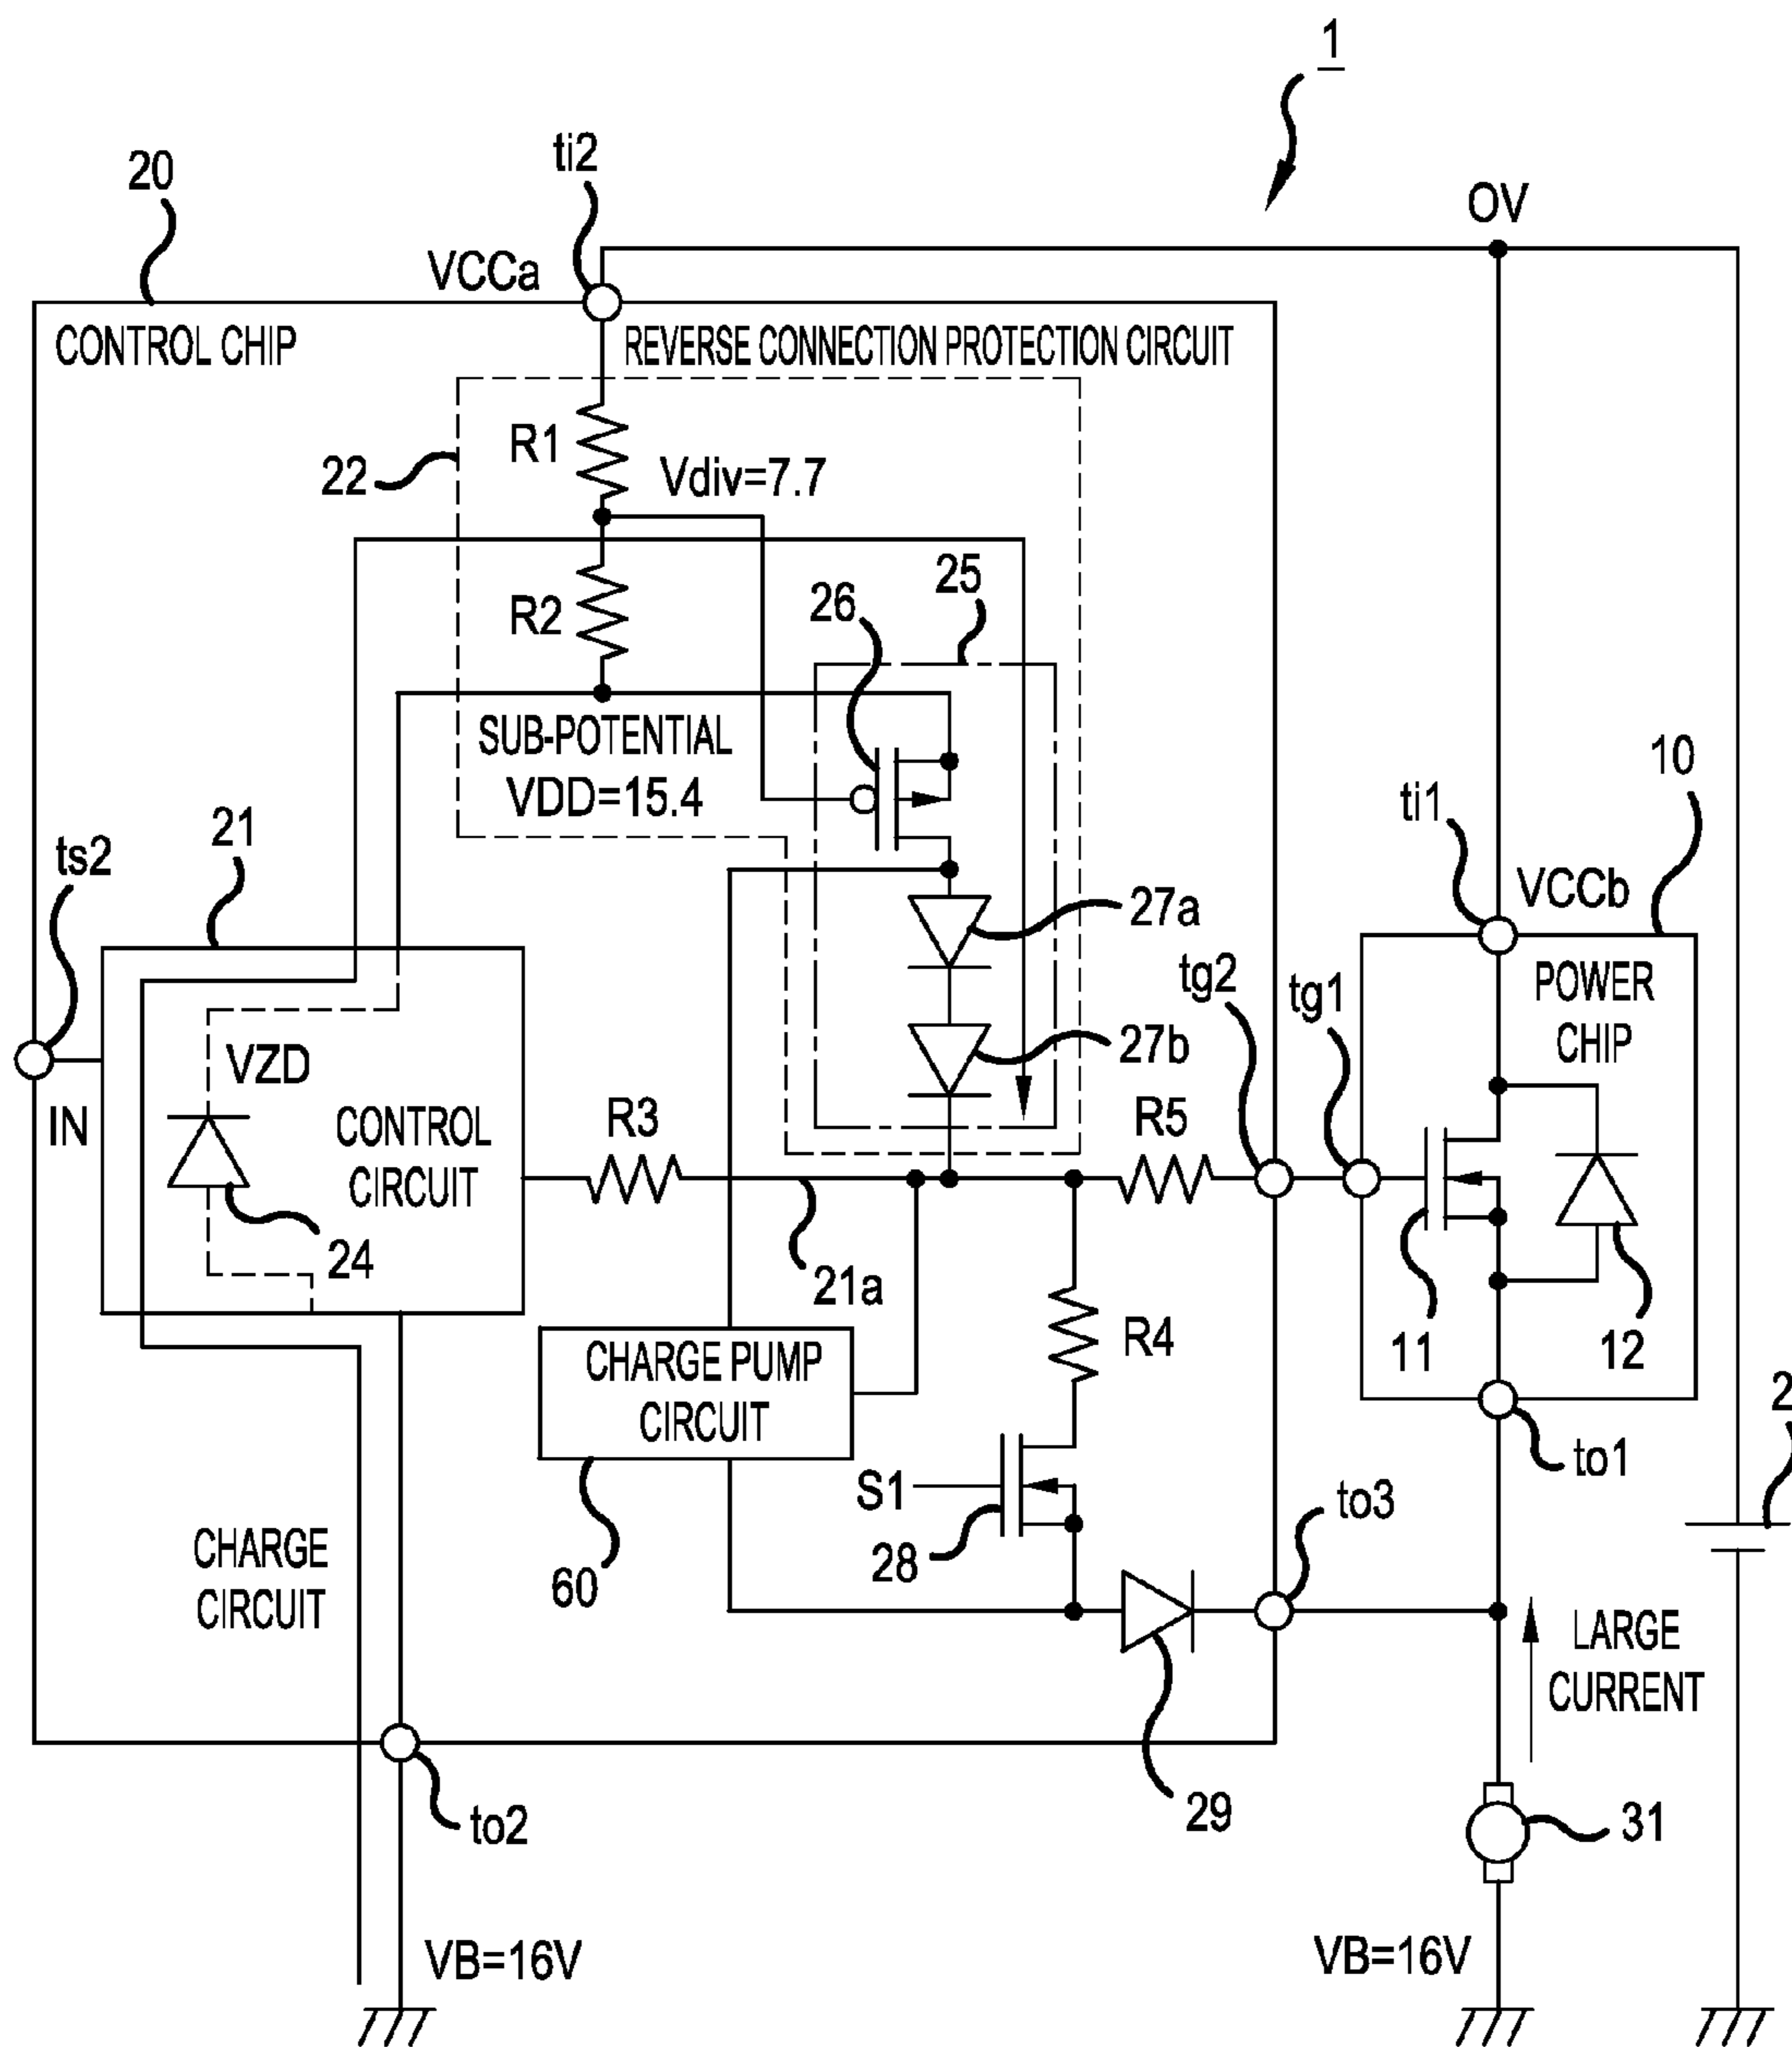 1
20
ti2
OV
VCCa
CONTROL CHIP
REVERSE CONNECTION PROTECTION CIRCUIT
R1
22
Vdiv=7.7
25
26
R2
SUB-POTENTIAL
VDD=15.4
10
ti1
21
ts2
VCCb
27a
POWER
CHIP
tg2
tg1
VZD
27b
IN
CONTROL
CIRCUIT
R3
R5
24
21a
R4
11
12
CHARGE PUMP
CIRCUIT
2
to1
S1
to3
CHARGE
CIRCUIT
28
60
LARGE
CURRENT
to2
29
31
VB=16V
VB=16V